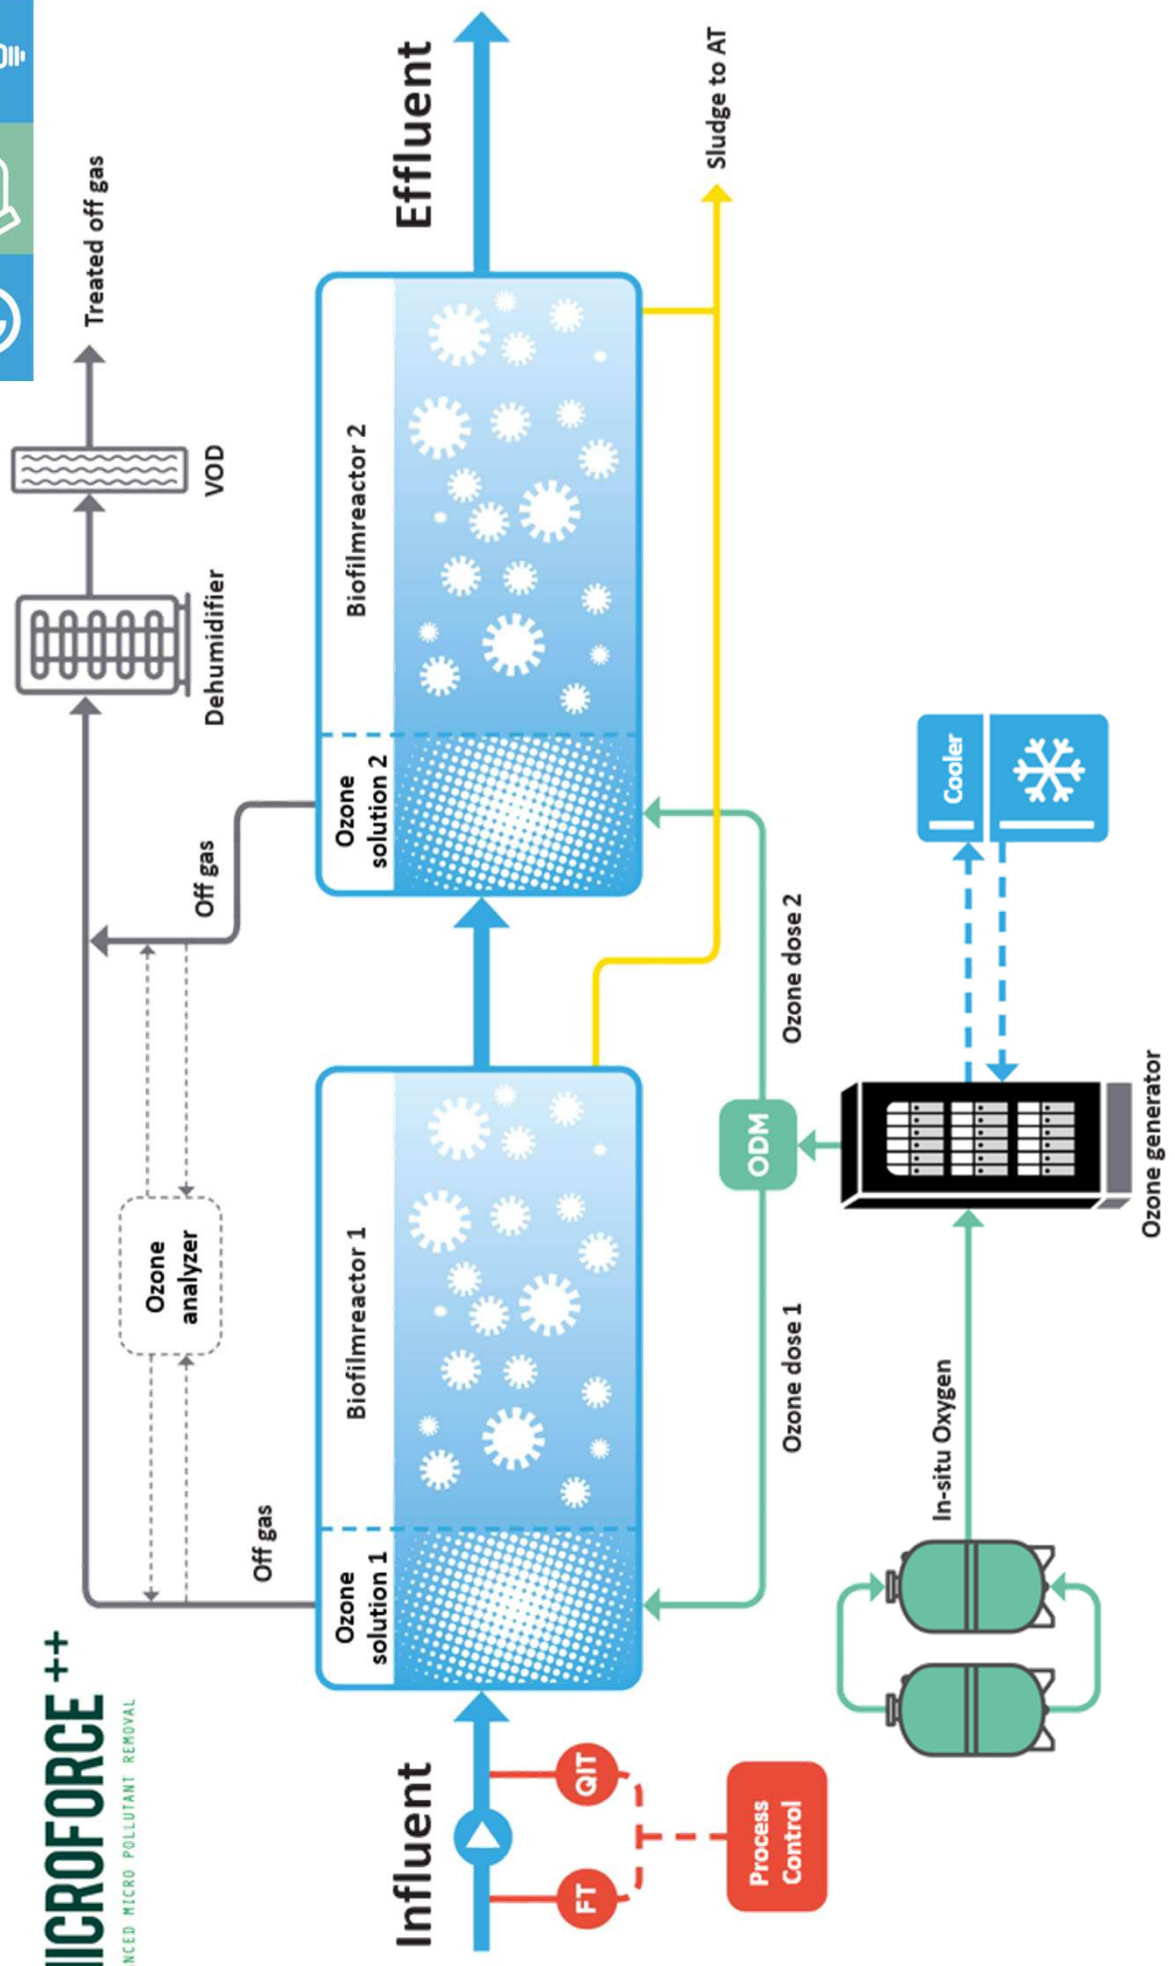 ICROFORCE ++
NCED MICRO POLLUTANT REMOVAL
Treated off gas
VOD
Dehumidifier
Off gas
Off gas
Ozone
analyzer
Influent
Effluent
Ozone
solution 1
Biofilmreactor 1
Ozone
solution 2
Biofilmreactor 2
FT
QIT
Process
Control
Sludge to AT
ODM
Ozone dose 1
Ozone dose 2
In-situ Oxygen
Ozone generator
Cooler